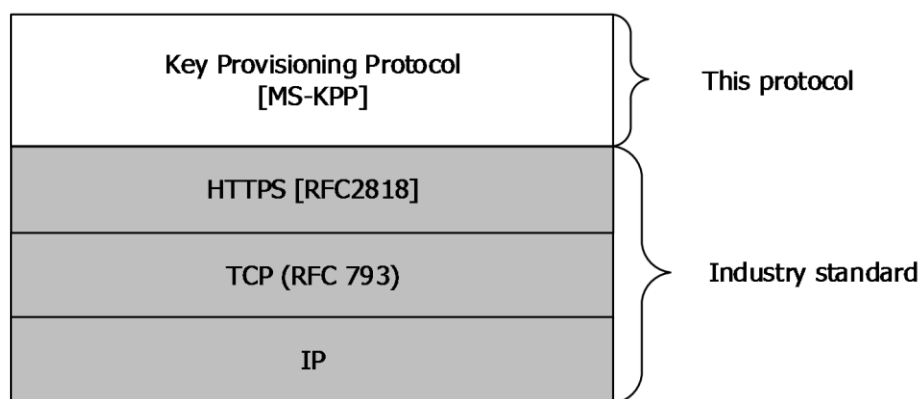 Key Provisioning Protocol
[MS-KPP]
This protocol
HTTPS [RFC2818]
TCP (RFC 793)
Industry standard
IP